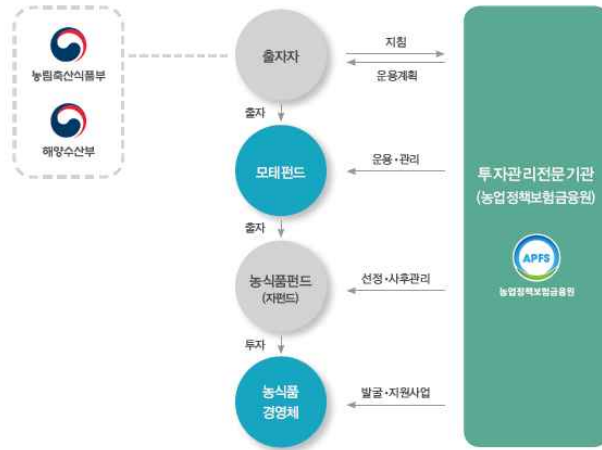 농림축산식품부
해양수산부
출자자
지침
운용계획
출자
모태펀드
운용·관리
출자
농식품펀드
(자펀드)
선정·사후관리
투자
농식품
경영체
발굴·지원사업
투자관리전문기관
(농업정책보험금융원)
APFS
농업정책보험금융원